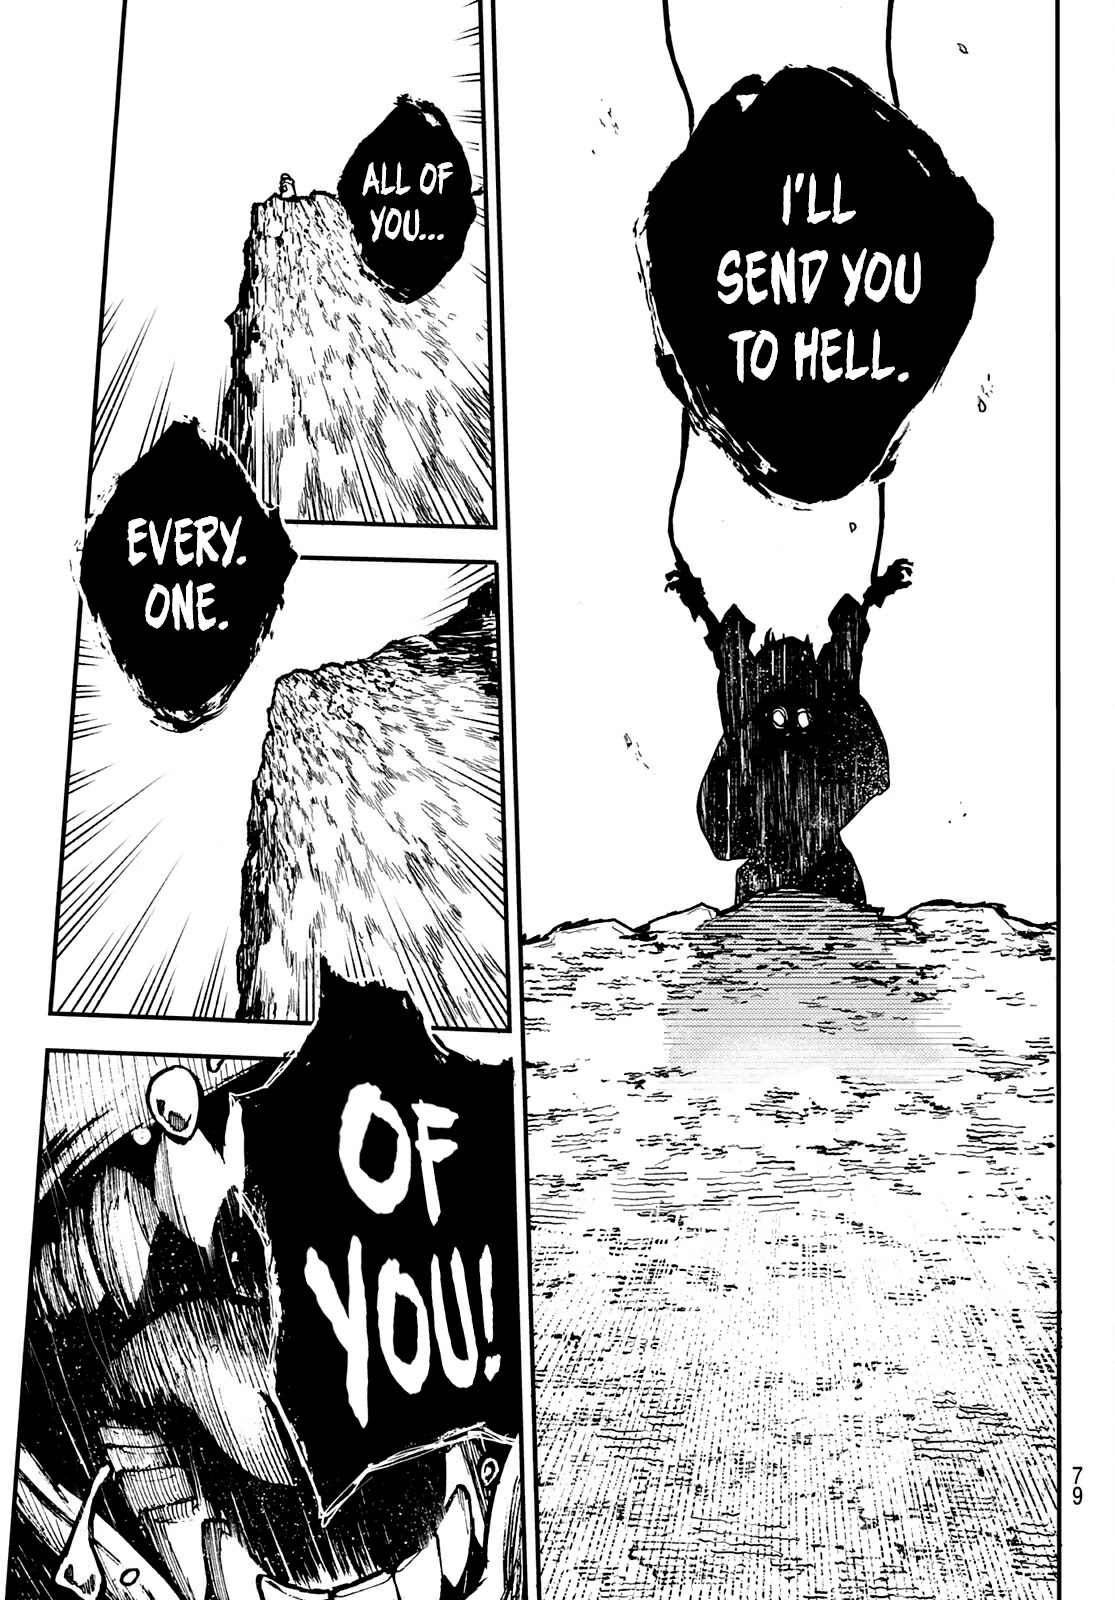 I'LL
SEND YOU
TO HELL.
ALL OF
YOU...
EVERY.
ONE.
OF
YOU!
79